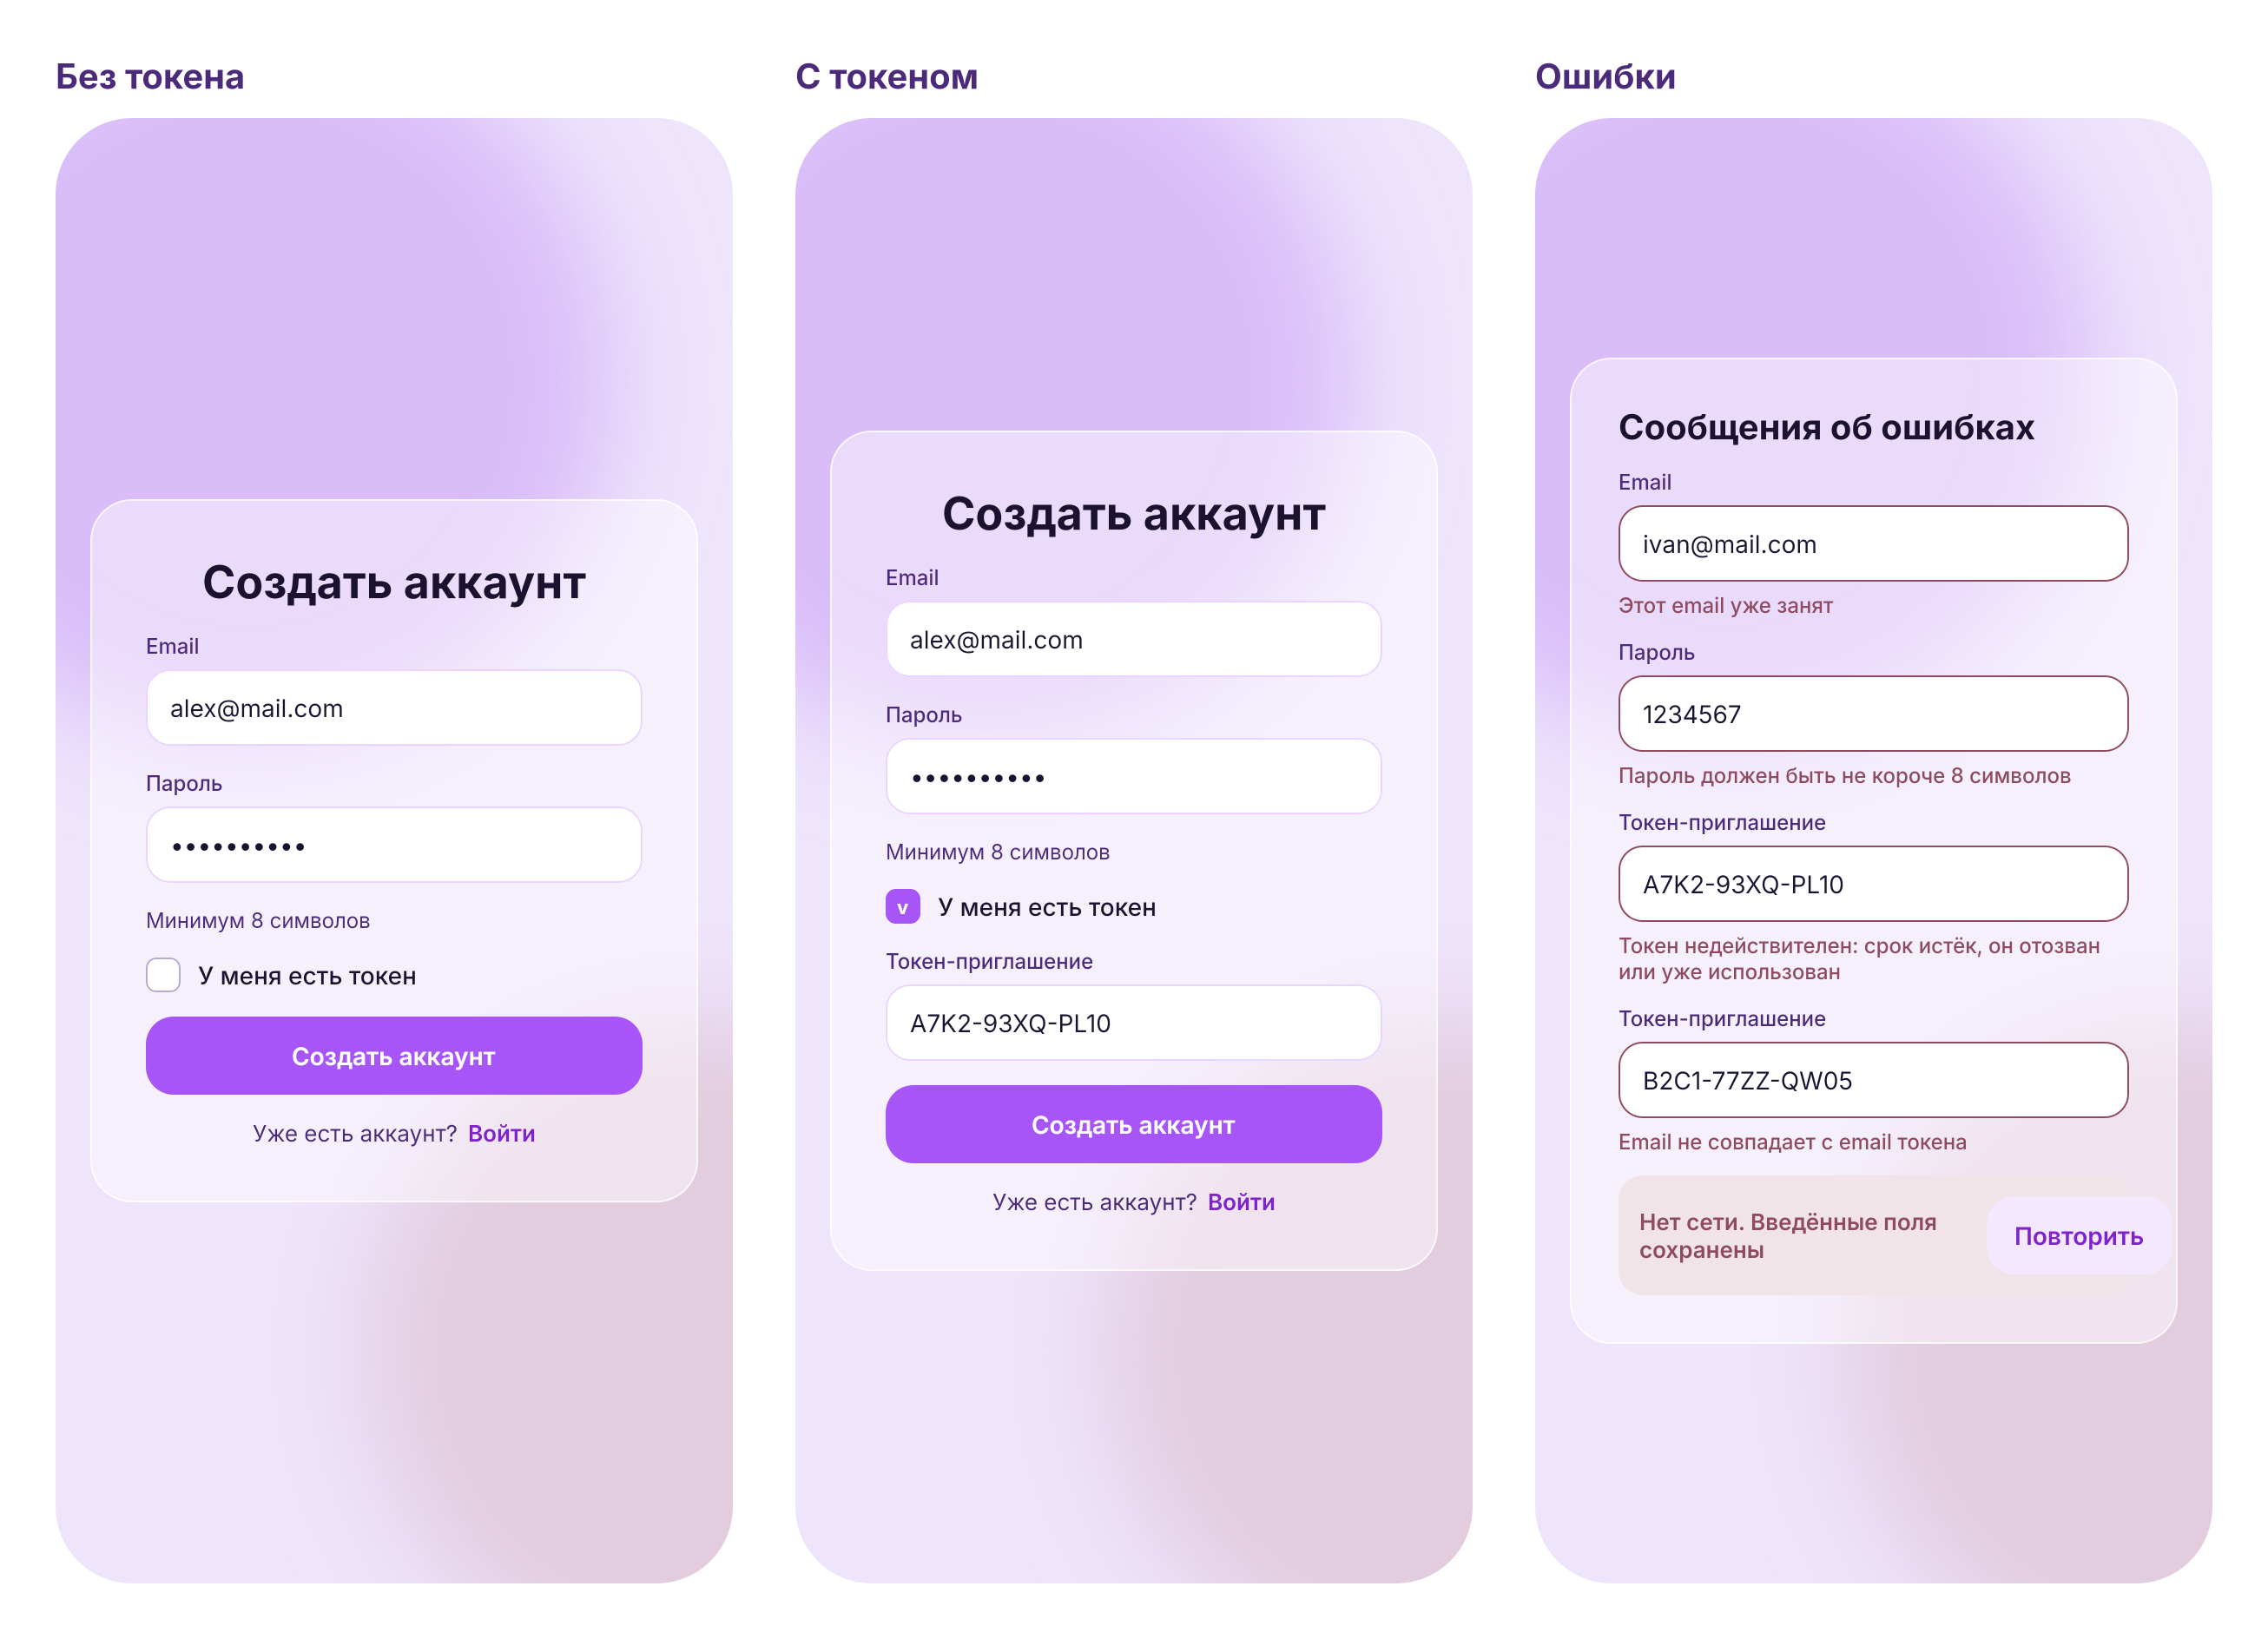 Без токена
Создать аккаунт
Email
alex@mail.com
Пароль
••••••••••
Минимум 8 символов
У меня есть токен
Создать аккаунт
Уже есть аккаунт? Войти
С токеном
Создать аккаунт
Email
alex@mail.com
Пароль
••••••••••
Минимум 8 символов
v У меня есть токен
Токен-приглашение
A7K2-93XQ-PL10
Создать аккаунт
Уже есть аккаунт? Войти
Ошибки
Сообщения об ошибках
Email
ivan@mail.com
Этот email уже занят
Пароль
1234567
Пароль должен быть не короче 8 символов
Токен-приглашение
A7K2-93XQ-PL10
Токен недействителен: срок истёк, он отозван
или уже использован
Токен-приглашение
B2C1-77ZZ-QW05
Email не совпадает с email токена
Нет сети. Введённые поля
сохранены
Повторить